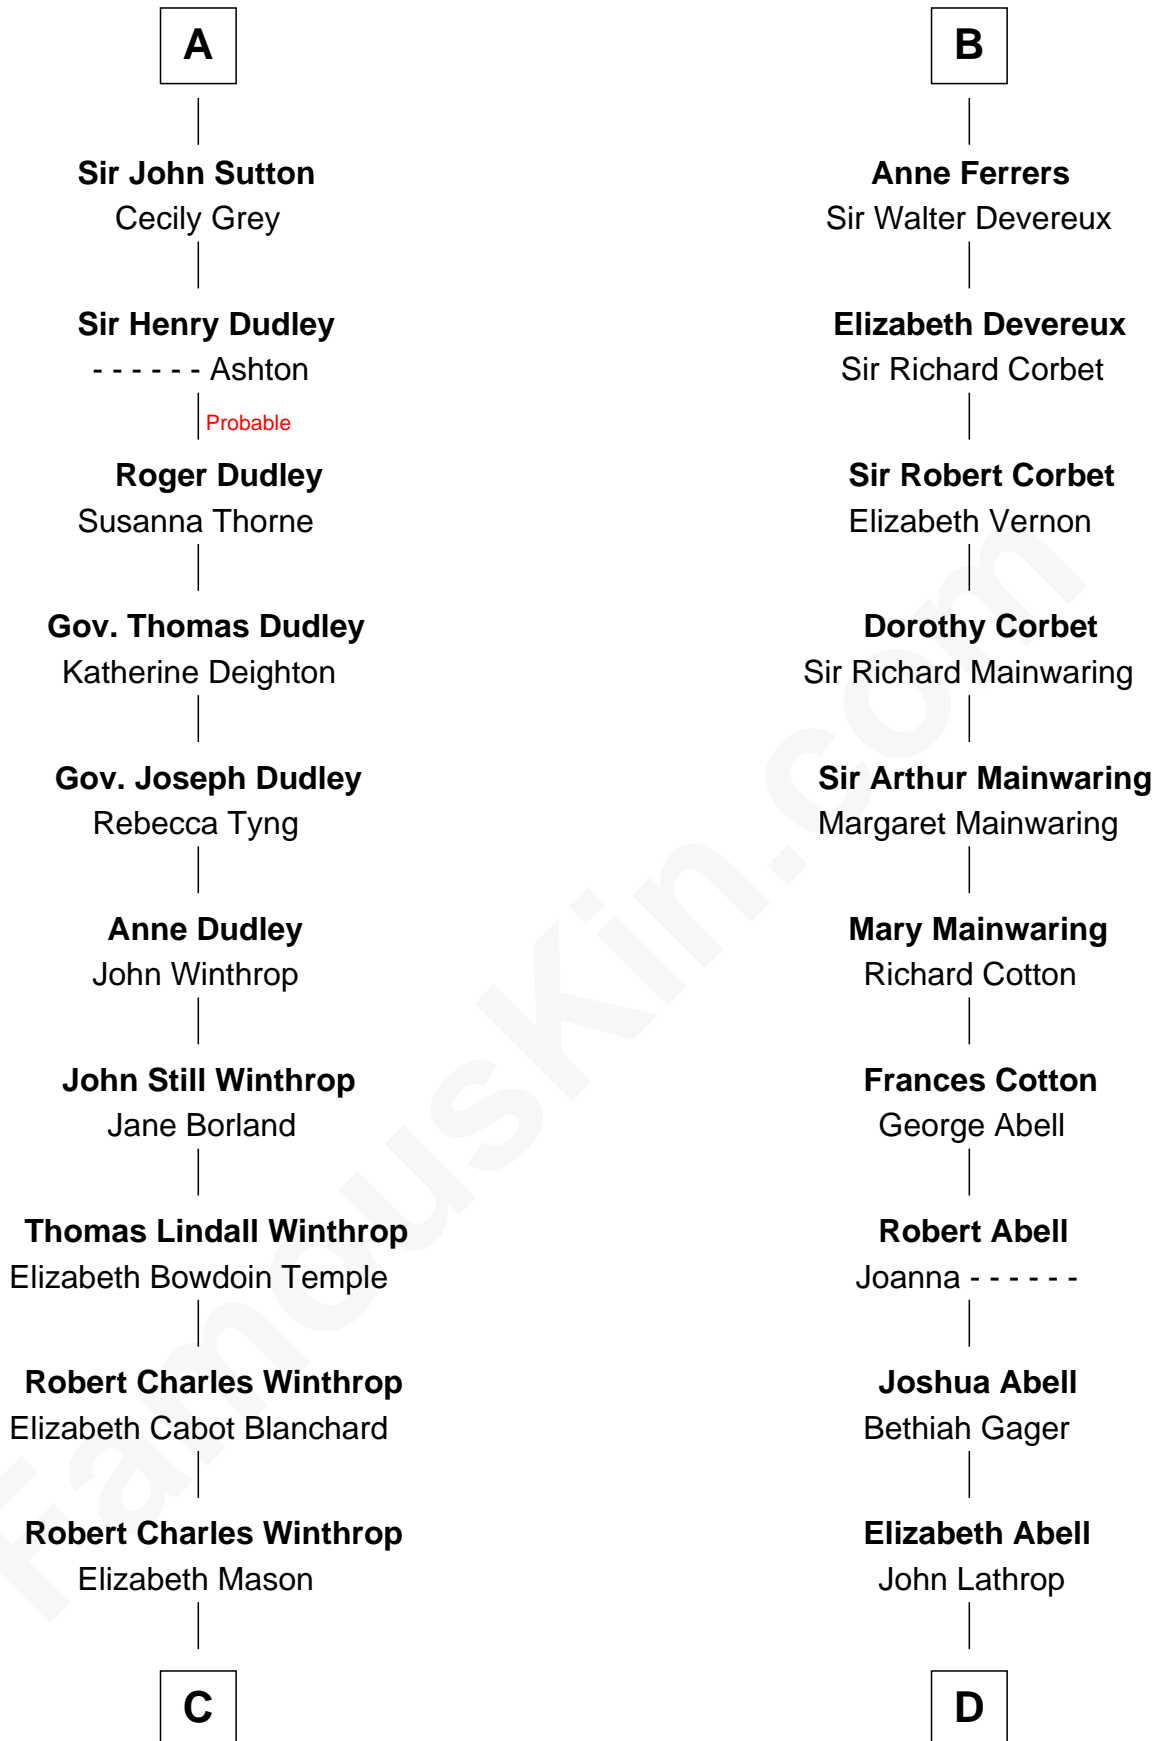 A
Sir John Sutton
Cecily Grey
Sir Henry Dudley
- - - - - - Ashton
Probable
Roger Dudley
Susanna Thorne
Gov. Thomas Dudley
Katherine Deighton
Gov. Joseph Dudley
Rebecca Tyng
Anne Dudley
John Winthrop
John Still Winthrop
Jane Borland
Thomas Lindall Winthrop
Elizabeth Bowdoin Temple
Robert Charles Winthrop
Elizabeth Cabot Blanchard
Robert Charles Winthrop
Elizabeth Mason
C
B
Anne Ferrers
Sir Walter Devereux
Elizabeth Devereux
Sir Richard Corbet
Sir Robert Corbet
Elizabeth Vernon
Dorothy Corbet
Sir Richard Mainwaring
Sir Arthur Mainwaring
Margaret Mainwaring
Mary Mainwaring
Richard Cotton
Frances Cotton
George Abell
Robert Abell
Joanna - - - - - -
Joshua Abell
Bethiah Gager
Elizabeth Abell
John Lathrop
D
FamousKin.com